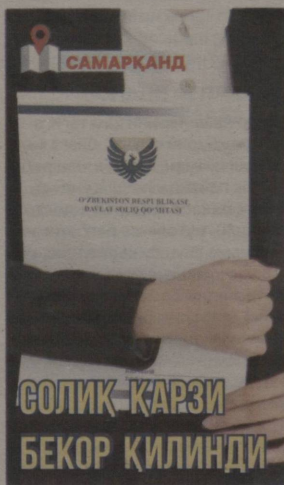 САМАРҚАНД
O‘ZBEKISTON RESPUBLIKASI
DAVLAT SOLIQ QO‘MITASI
СОЛИҚ ҚАРЗИ
БЕКОР ҚИЛИНДИ